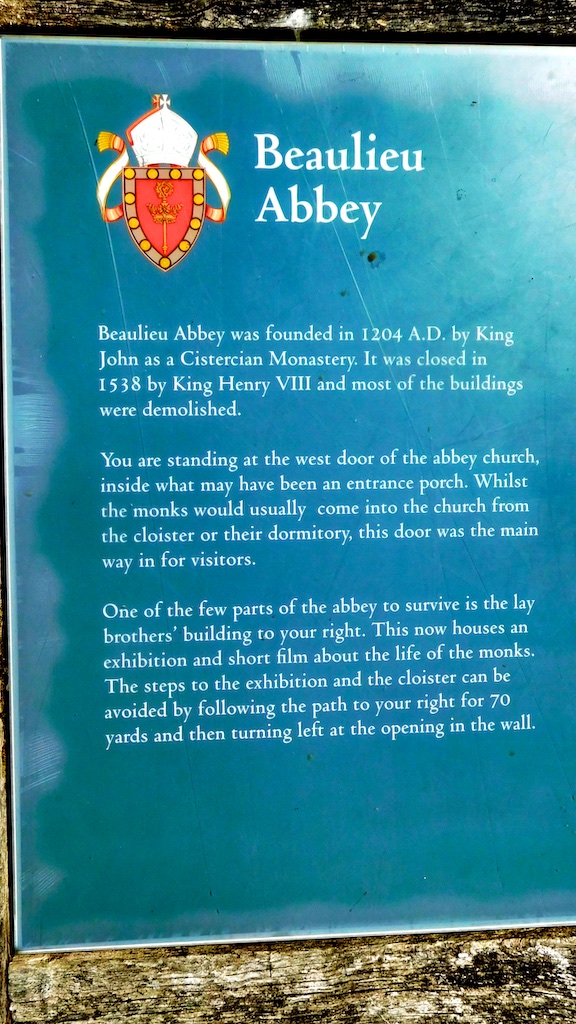 Beaulieu
Abbey
Beaulieu Abbey was founded in 1204 A.D. by King
John as a Cistercian Monastery. It was closed in
1538 by King Henry VIII and most of the buildings
were demolished.
You are standing at the west door of the abbey church,
inside what may have been an entrance porch. Whilst
the monks would usually come into the church from
the cloister or their dormitory, this door was the main
way in for visitors.
One of the few parts of the abbey to survive is the lay
brothers' building to your right. This now houses an
exhibition and short film about the life of the monks.
The steps to the exhibition and the cloister can be
avoided by following the path to your right for 70
yards and then turning left at the opening in the wall.